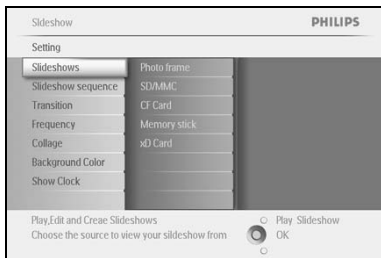 Slideshow
PHILIPS
Setting
Slideshows
Photo frame
Slideshow sequence
SD/MMC
Transition
CF Card
Frequency
Memory stick
Collage
xD Card
Background Color
Show Clock
Play,Edit and Creae Slideshows
Play Slideshow
Choose the source to view your sildeshow from
OK